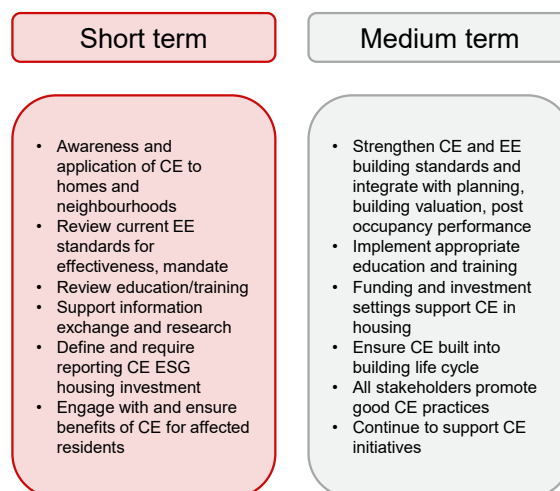 Short term
• Awareness and
application of CE to
homes and
neighbourhoods
• Review current EE
standards for
effectiveness, mandate
• Review education/training
• Support information
exchange and research
• Define and require
reporting CE ESG
housing investment
• Engage with and ensure
benefits of CE for affected
residents
Medium term
• Strengthen CE and EE
building standards and
integrate with planning,
building valuation, post
occupancy performance
• Implement appropriate
education and training
• Funding and investment
settings support CE in
housing
• Ensure CE built into
building life cycle
• All stakeholders promote
good CE practices
• Continue to support CE
initiatives